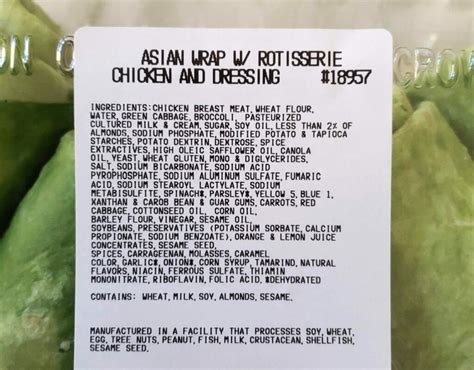 ASIAN WRAP W/ ROTISSERIE
CHICKEN AND DRESSING #18957
INGREDIENTS: CHICKEN BREAST MEAT, WHEAT FLOUR,
WATER, GREEN CABBAGE, BROCCOLI, PASTEURIZED
CULTURED MILK & CREAM, SUGAR, SOY OIL, LESS THAN 2% OF
ALMONDS, SODIUM PHOSPHATE, MODIFIED POTATO & TAPIOCA
STARCHES, POTATO DEXTRIN, DEXTROSE, SPICE
EXTRACTIVES, HIGH OLEIC SAFFLOWER OIL, CANOLA
OIL, YEAST, WHEAT GLUTEN, MONO & DIGLYCERIDES,
SALT, SODIUM BICARBONATE, SODIUM ACID
PYROPHOSPHATE, SODIUM ALUMINUM SULFATE, FUMARIC
ACID, SODIUM STEAROYL LACTYLATE, SODIUM
METABISULFITE, SPINACH*, PARSLEY*, YELLOW 5, BLUE 1,
XANTHAN & CAROB BEAN & GUAR GUMS, CARROTS, RED
CABBAGE, COTTONSEED OIL, CORN OIL,
BARLEY FLOUR, VINEGAR, SESAME OIL,
SOYBEANS, PRESERVATIVES (POTASSIUM SORBATE, CALCIUM
PROPIONATE, SODIUM BENZOATE), ORANGE & LEMON JUICE
CONCENTRATES, SESAME SEED,
SPICES, CARRAGEENAN, MOLASSES, CARAMEL
COLOR, GARLIC*, ONION*, CORN SYRUP, TAMARIND, NATURAL
FLAVORS, NIACIN, FERROUS SULFATE, THIAMIN
MONONITRATE, RIBOFLAVIN, FOLIC ACID. *DEHYDRATED
CONTAINS: WHEAT, MILK, SOY, ALMONDS, SESAME.
MANUFACTURED IN A FACILITY THAT PROCESSES SOY, WHEAT,
EGG, TREE NUTS, PEANUT, FISH, MILK, CRUSTACEAN, SHELLFISH,
SESAME SEED.